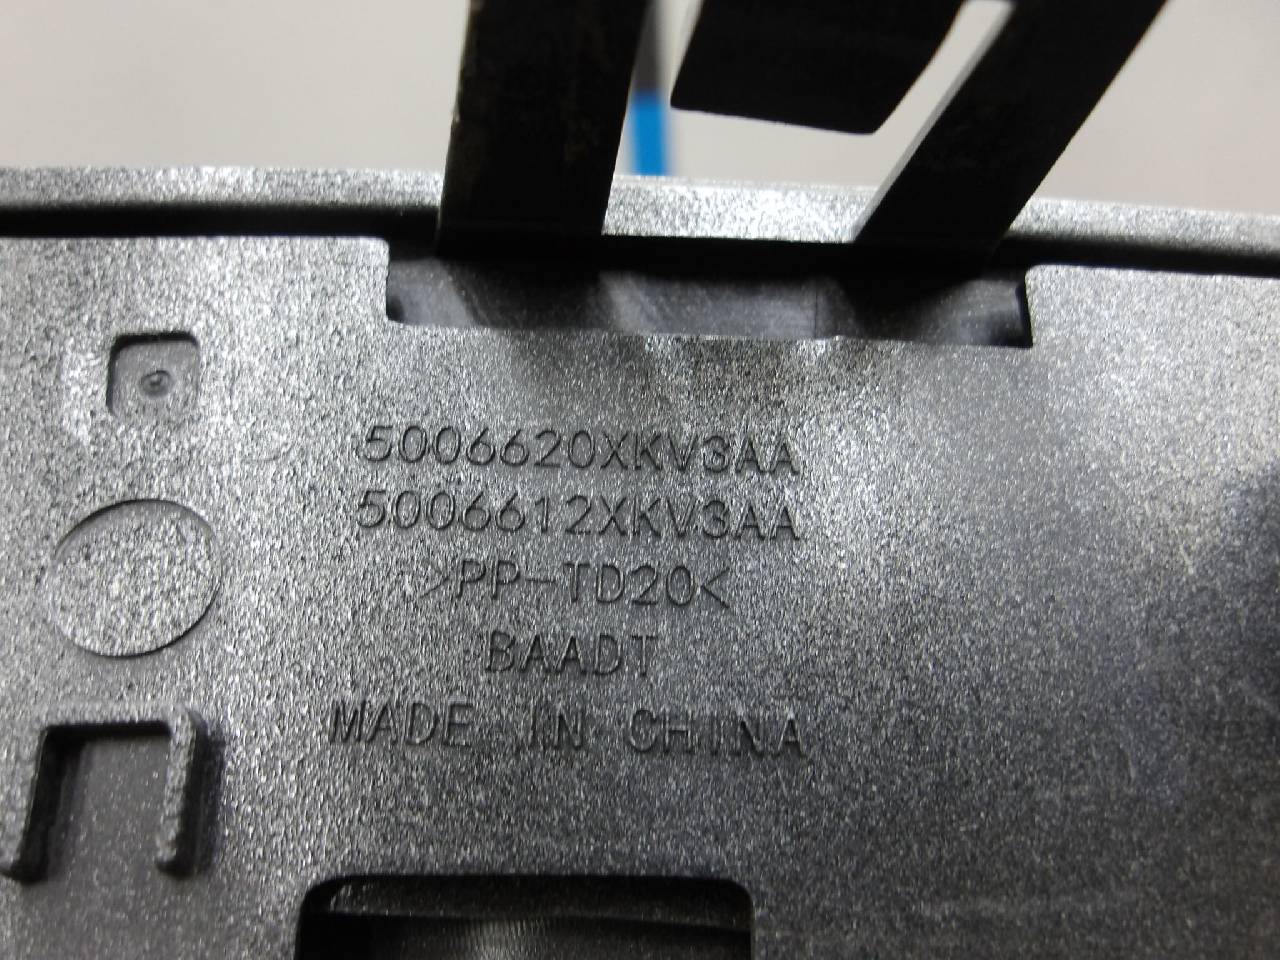 5006620XKV3AA
5006612XKV3AA
>PP-TD20<
BAADT
MADE IN CHINA